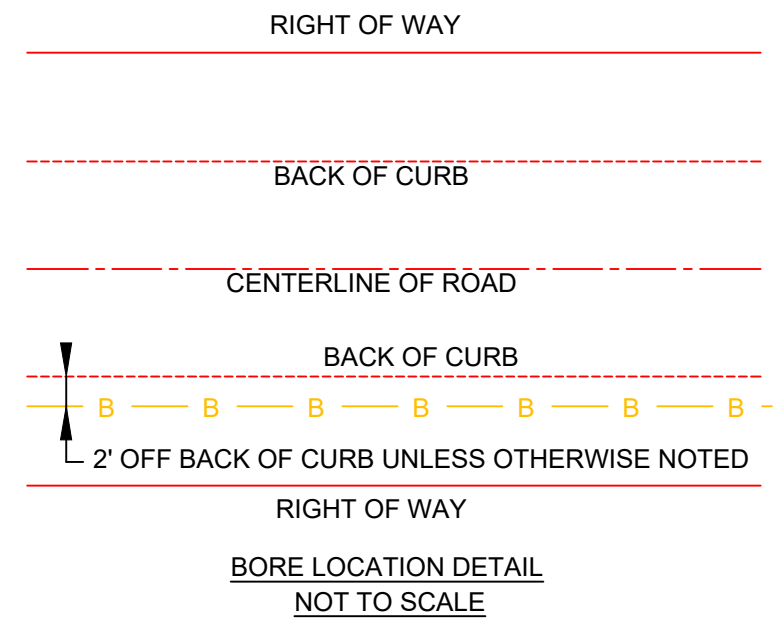 RIGHT OF WAY
BACK OF CURB
CENTERLINE OF ROAD
BACK OF CURB
B B B B B B B
2' OFF BACK OF CURB UNLESS OTHERWISE NOTED
RIGHT OF WAY
BORE LOCATION DETAIL
NOT TO SCALE